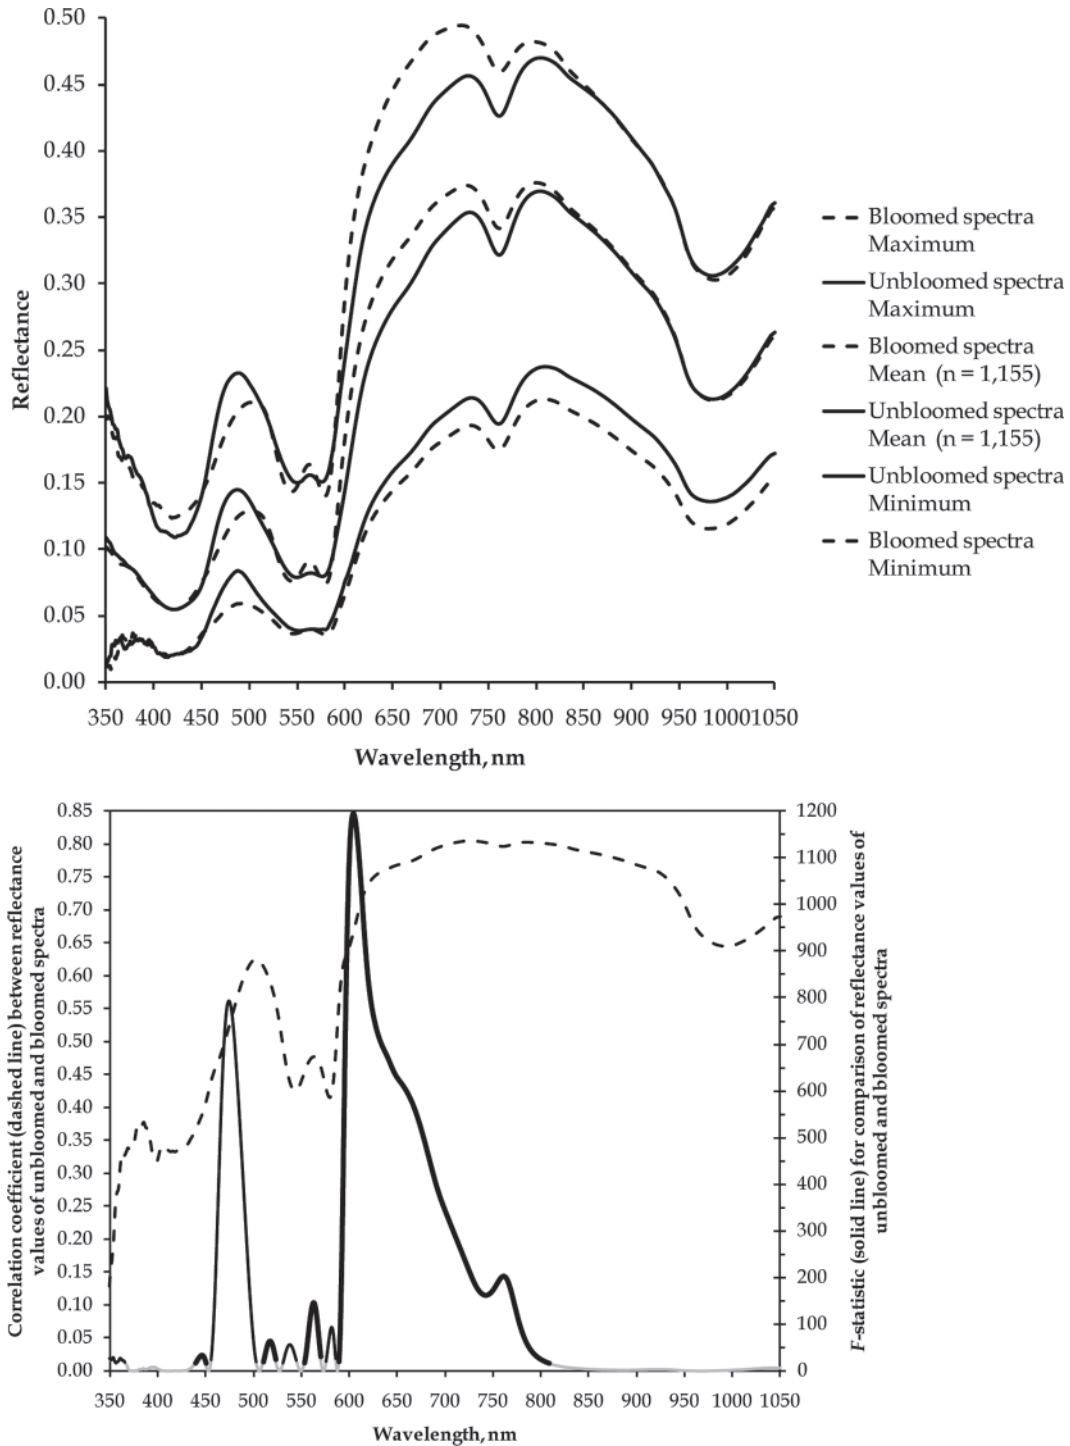 0.50
0.45
0.40
0.35
0.30
0.25
0.20
0.15
0.10
0.05
0.00
Reflectance
350 400 450 500 550 600 650 700 750 800 850 900 950 1000 1050
Wavelength, nm
Bloomed spectra
Maximum
Unbloomed spectra
Maximum
Bloomed spectra
Mean (n = 1,155)
Unbloomed spectra
Mean (n = 1,155)
Unbloomed spectra
Minimum
Bloomed spectra
Minimum
Correlation coefficient (dashed line) between reflectance
values of unbloomed and bloomed spectra
0.85
0.80
0.75
0.70
0.65
0.60
0.55
0.50
0.45
0.40
0.35
0.30
0.25
0.20
0.15
0.10
0.05
0.00
350 400 450 500 550 600 650 700 750 800 850 900 950 1000 1050
Wavelength, nm
1200
1100
1000
900
800
700
600
500
400
300
200
100
0
F-statistic (solid line) for comparison of reflectance values of
unbloomed and bloomed spectra